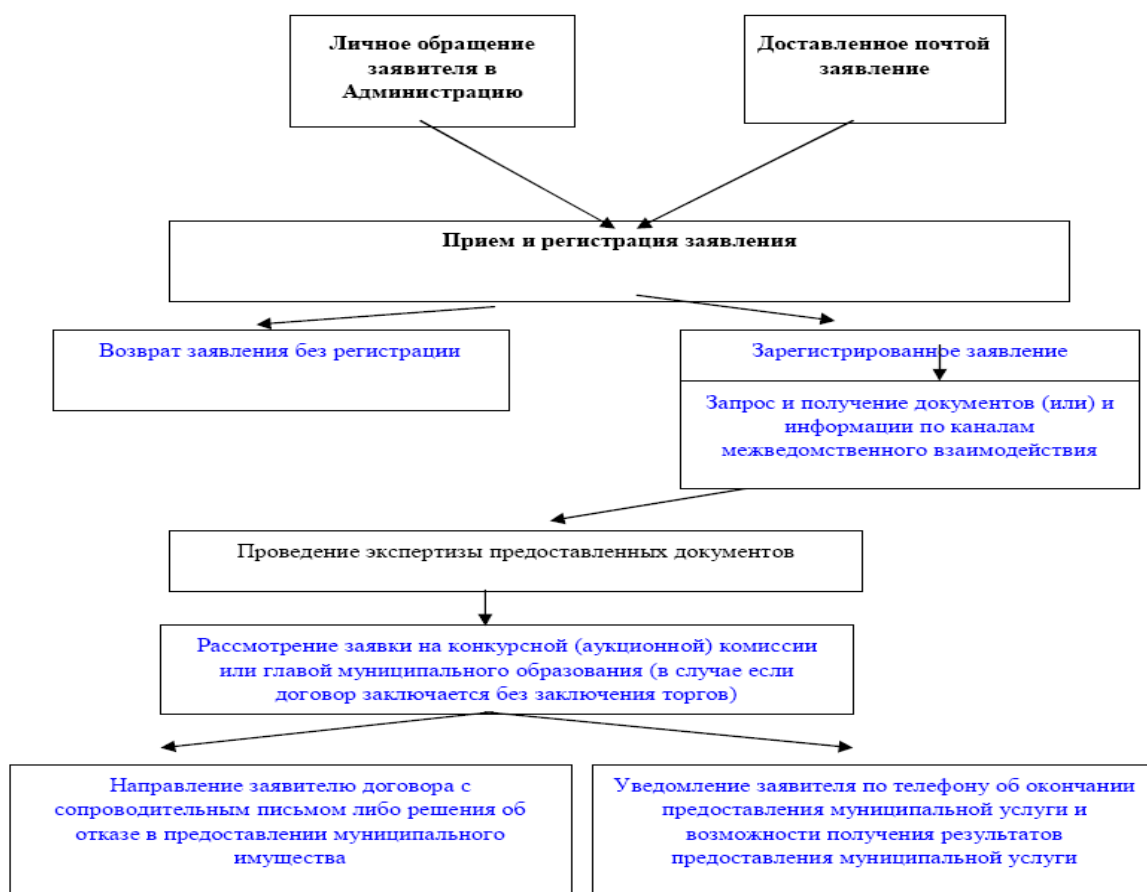 Личное обращение
заявителя в
Администрацию
Доставленное почтой
заявление
Прием и регистрация заявления
Возврат заявления без регистрации
Зарегистрированное заявление
Запрос и получение документов (или) и
информации по каналам
межведомственного взаимодействия
Проведение экспертизы предоставленных документов
Рассмотрение заявки на конкурсной (аукционной) комиссии
или главой муниципального образования (в случае если
договор заключается без заключения торгов)
Направление заявителю договора с
сопроводительным письмом либо решения об
отказе в предоставлении муниципального
имущества
Уведомление заявителя по телефону об окончании
предоставления муниципальной услуги и
возможности получения результатов
предоставления муниципальной услуги